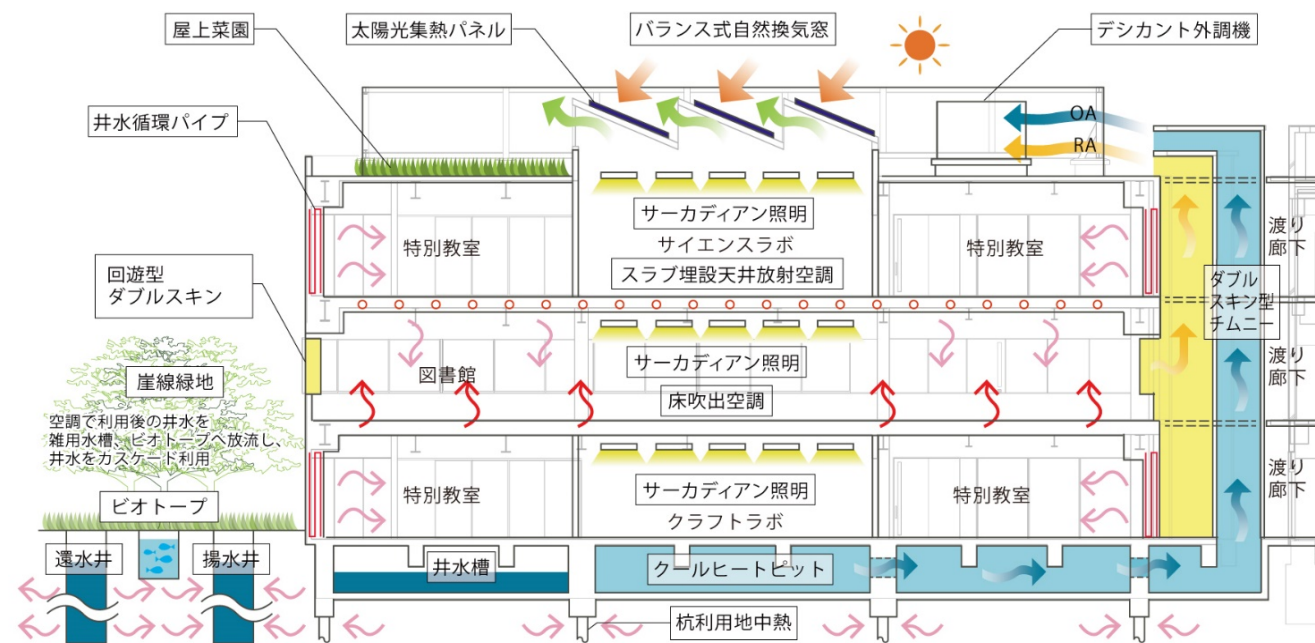 屋上菜園
太陽光集熱パネル
バランス式自然換気窓
デシカント外調機
井水循環パイプ
OA
RA
サーカディアン照明
サイエンスラボ
スラブ埋設天井放射空調
特別教室
特別教室
渡り
廊下
ダブル
スキン型
チムニー
回遊型
ダブルスキン
サーカディアン照明
図書館
床吹出空調
渡り
廊下
崖線緑地
空調で利用後の井水を
雑用水槽、ビオトープへ放流し、
井水をカスケード利用
特別教室
サーカディアン照明
クラフトラボ
特別教室
渡り
廊下
ビオトープ
還水井
揚水井
井水槽
クールヒートピット
杭利用地中熱